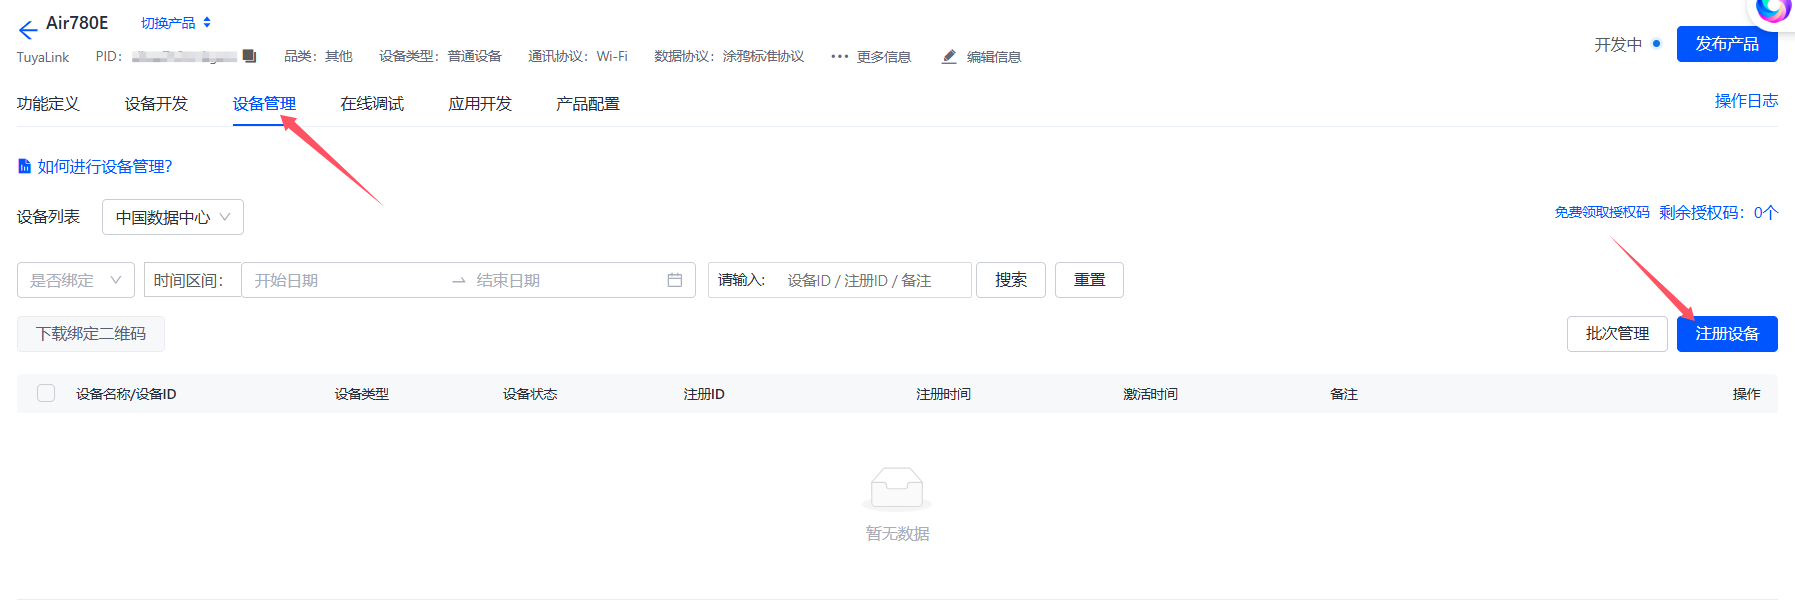 Air780E 切换产品
TuyaLink PID： 品类：其他 设备类型：普通设备 通讯协议：Wi-Fi 数据协议：涂鸦标准协议 ••• 更多信息 编辑信息
开发中 发布产品
功能定义 设备开发 设备管理 在线调试 应用开发 产品配置 操作日志
如何进行设备管理?
设备列表 中国数据中心 免费领取授权码 剩余授权码：0个
是否绑定 时间区间： 开始日期 → 结束日期 请输入: 设备ID / 注册ID / 备注 搜索 重置
下载绑定二维码 批次管理 注册设备
设备名称/设备ID 设备类型 设备状态 注册ID 注册时间 激活时间 备注 操作
暂无数据